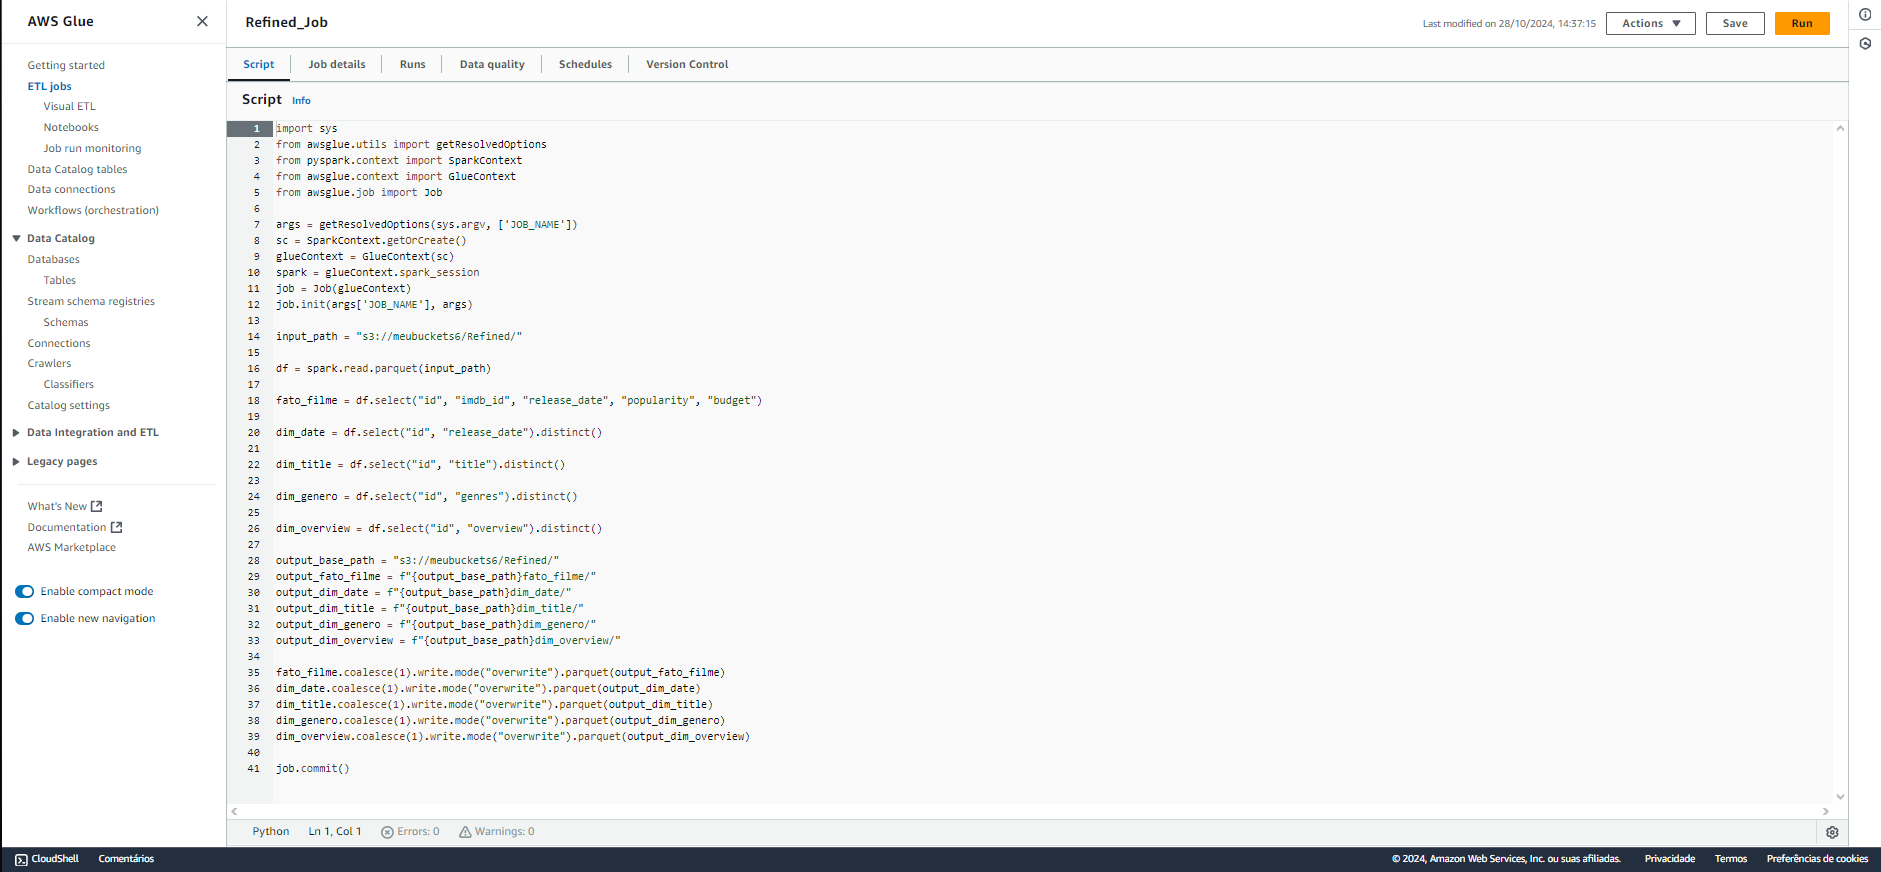 AWS Glue
Getting started
ETL jobs
Visual ETL
Notebooks
Job run monitoring
Data Catalog tables
Data connections
Workflows (orchestration)
Data Catalog
Databases
Tables
Stream schema registries
Schemas
Connections
Crawlers
Classifiers
Catalog settings
Data Integration and ETL
Legacy pages
What's New
Documentation
AWS Marketplace
Enable compact mode
Enable new navigation
Refined_Job
Last modified on 28/10/2024, 14:37:15 Actions Save Run
Script Job details Runs Data quality Schedules Version Control
Script Info
1 import sys
2 from awsglue.utils import getResolvedOptions
3 from pyspark.context import SparkContext
4 from awsglue.context import GlueContext
5 from awsglue.job import Job
6
7 args = getResolvedOptions(sys.argv, ['JOB_NAME'])
8 sc = SparkContext.getOrCreate()
9 glueContext = GlueContext(sc)
10 spark = glueContext.spark_session
11 job = Job(glueContext)
12 job.init(args['JOB_NAME'], args)
13
14 input_path = "s3://meubuckets6/Refined/"
15
16 df = spark.read.parquet(input_path)
17
18 fato_filme = df.select("id", "imdb_id", "release_date", "popularity", "budget")
19
20 dim_date = df.select("id", "release_date").distinct()
21
22 dim_title = df.select("id", "title").distinct()
23
24 dim_genero = df.select("id", "genres").distinct()
25
26 dim_overview = df.select("id", "overview").distinct()
27
28 output_base_path = "s3://meubuckets6/Refined/"
29 output_fato_filme = f"{output_base_path}fato_filme/"
30 output_dim_date = f"{output_base_path}dim_date/"
31 output_dim_title = f"{output_base_path}dim_title/"
32 output_dim_genero = f"{output_base_path}dim_genero/"
33 output_dim_overview = f"{output_base_path}dim_overview/"
34
35 fato_filme.coalesce(1).write.mode("overwrite").parquet(output_fato_filme)
36 dim_date.coalesce(1).write.mode("overwrite").parquet(output_dim_date)
37 dim_title.coalesce(1).write.mode("overwrite").parquet(output_dim_title)
38 dim_genero.coalesce(1).write.mode("overwrite").parquet(output_dim_genero)
39 dim_overview.coalesce(1).write.mode("overwrite").parquet(output_dim_overview)
40
41 job.commit()
Python Ln 1, Col 1 Errors: 0 Warnings: 0
CloudShell Comentários © 2024, Amazon Web Services, Inc. ou suas afiliadas. Privacidade Termos Preferências de cookies